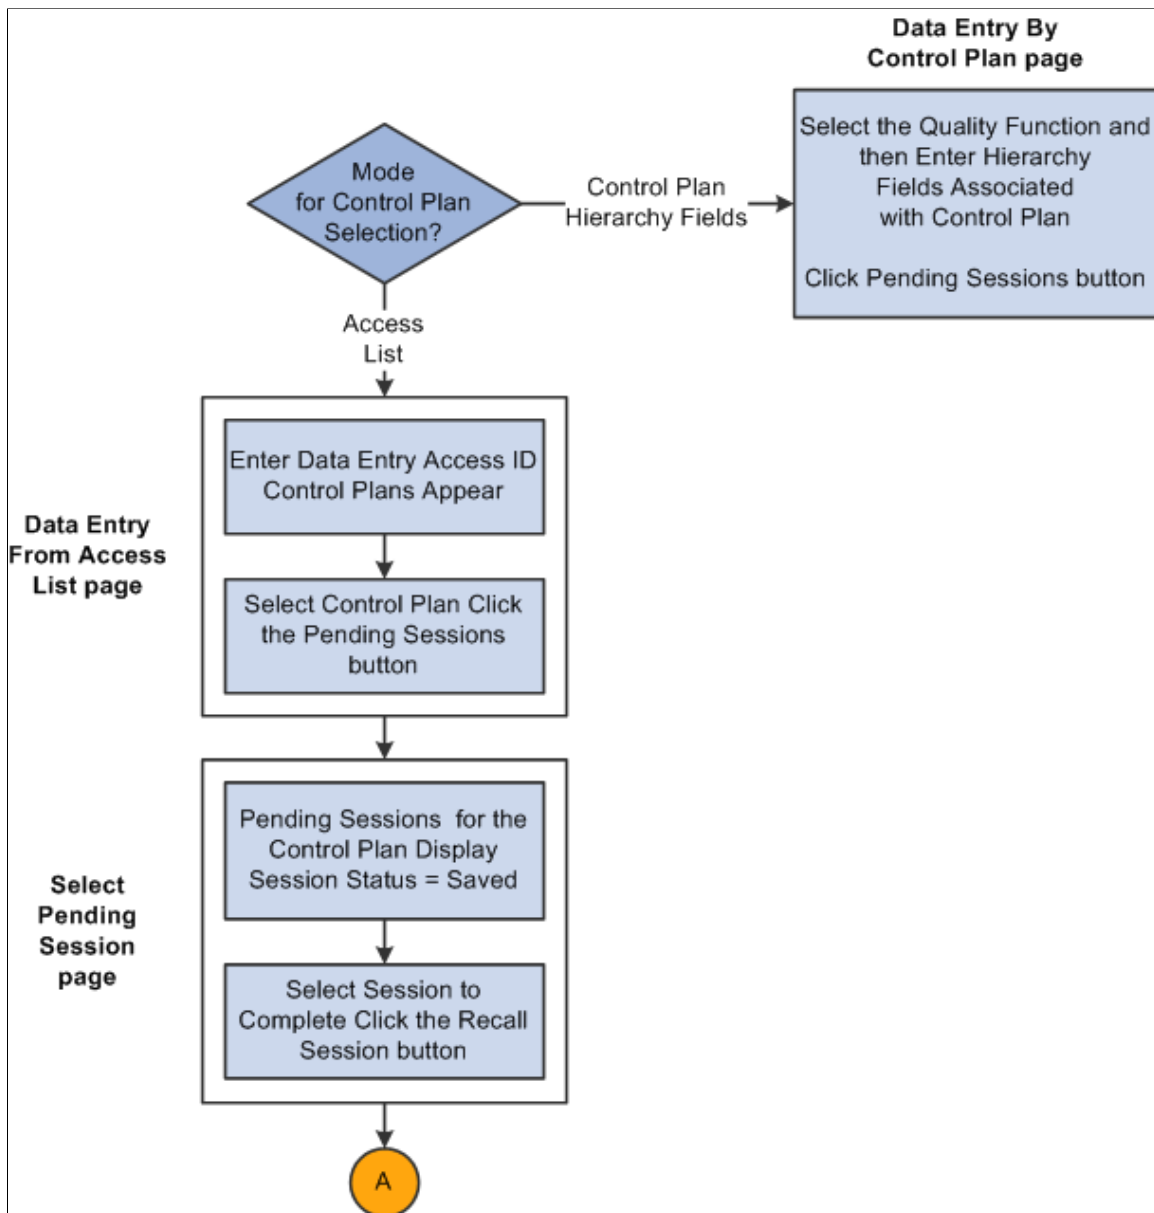 Data Entry By
Control Plan page
Mode
for Control Plan
Selection?
Control Plan
Hierarchy Fields
Select the Quality Function and
then Enter Hierarchy
Fields Associated
with Control Plan
Click Pending Sessions button
Access
List
Data Entry
From Access
List page
Enter Data Entry Access ID
Control Plans Appear
Select Control Plan Click
the Pending Sessions
button
Select
Pending
Session
page
Pending Sessions for the
Control Plan Display
Session Status = Saved
Select Session to
Complete Click the Recall
Session button
A